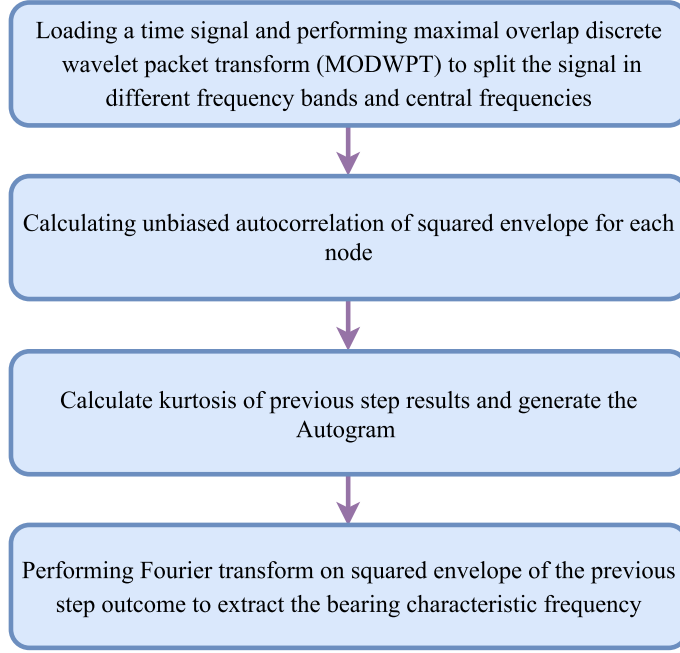 Loading a time signal and performing maximal overlap discrete
wavelet packet transform (MODWPT) to split the signal in
different frequency bands and central frequencies
Calculating unbiased autocorrelation of squared envelope for each
node
Calculate kurtosis of previous step results and generate the
Autogram
Performing Fourier transform on squared envelope of the previous
step outcome to extract the bearing characteristic frequency